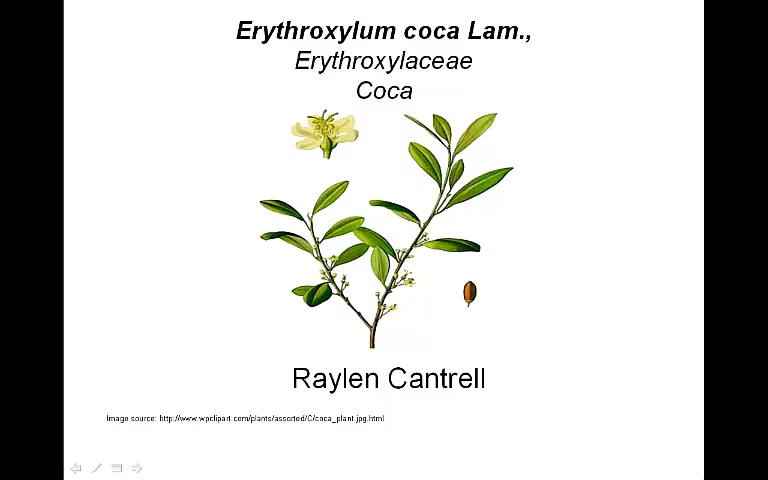 Erythroxylum coca Lam.,
Erythroxylaceae
Coca
Raylen Cantrell
Image source: http://www.wpclipart.com/plants/assorted/C/coca_plant.jpg.html